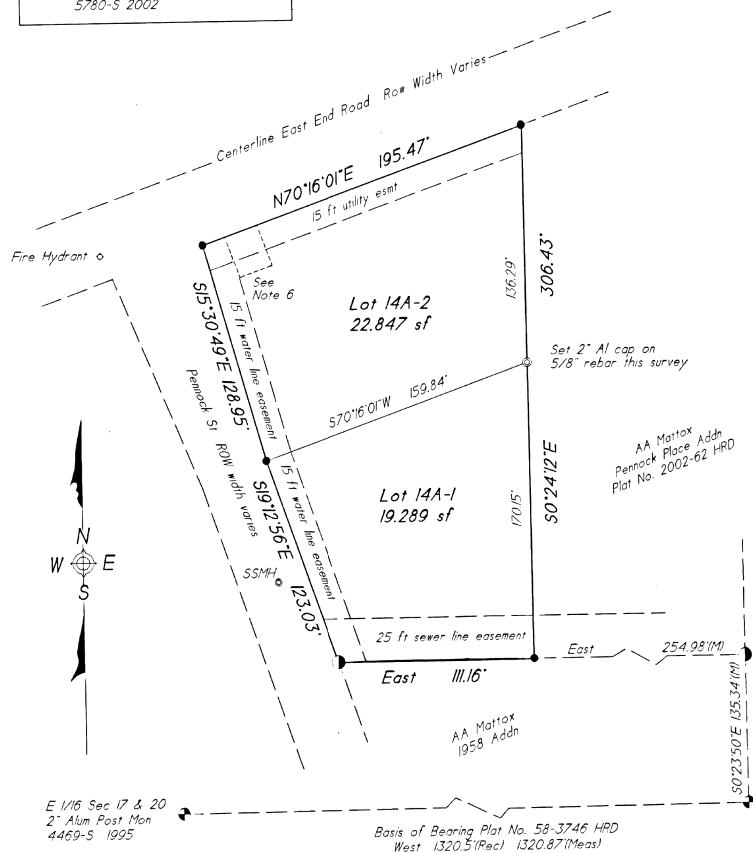 5780-S 2002
Centerline East End Road Row Width Varies
N70°16'01"E 195.47'
15 ft utility esmt
Fire Hydrant
See
Note 6
Lot 14A-2
22.847 sf
136.29'
306.43'
S15°30'49"E 128.95'
15 ft water line easement
Pennock St ROW width varies
Set 2" Al cap on
5/8" rebar this survey
S70°16'01"W 159.84'
AA Mattox
Pennock Place Addn
Plat No. 2002-62 HRD
Lot 14A-1
19.289 sf
170.15'
S0°24'12"E
S19°12'56"E 123.03'
15 ft water line easement
N
W E
S
SSMH
25 ft sewer line easement
East 254.98'(M)
East 111.16'
S0°23'50"E 135.34'(M)
AA Mattox
1958 Addn
E 1/16 Sec 17 & 20
2" Alum Post Mon
4469-S 1995
Basis of Bearing Plat No. 58-3746 HRD
West 1320.5'(Rec) 1320.87'(Meas)